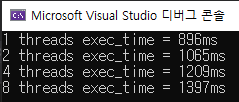 Microsoft Visual Studio 디버그 콘솔
1 threads exec_time = 896ms
2 threads exec_time = 1065ms
4 threads exec_time = 1209ms
8 threads exec_time = 1397ms